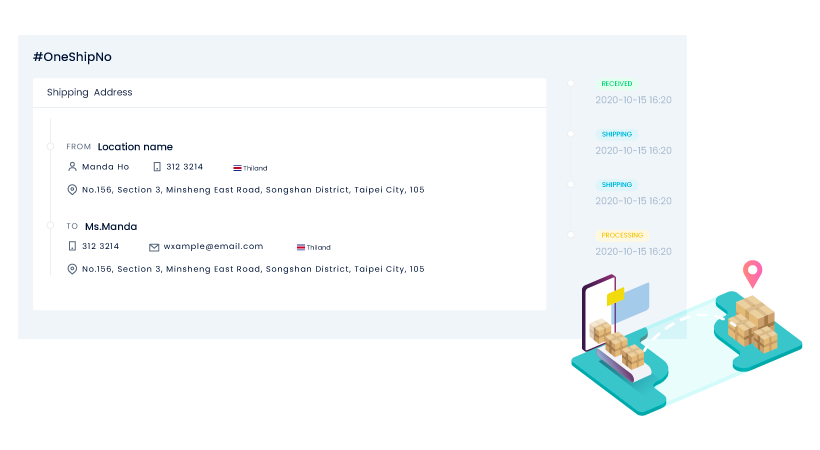 #OneShipNo
Shipping Address
FROM Location name
Manda Ho 312 3214 Thiland
No.156, Section 3, Minsheng East Road, Songshan District, Taipei City, 105
TO Ms.Manda
312 3214 wxample@email.com Thiland
No.156, Section 3, Minsheng East Road, Songshan District, Taipei City, 105
RECEIVED
2020-10-15 16:20
SHIPPING
2020-10-15 16:20
SHIPPING
2020-10-15 16:20
PROCESSING
2020-10-15 16:20